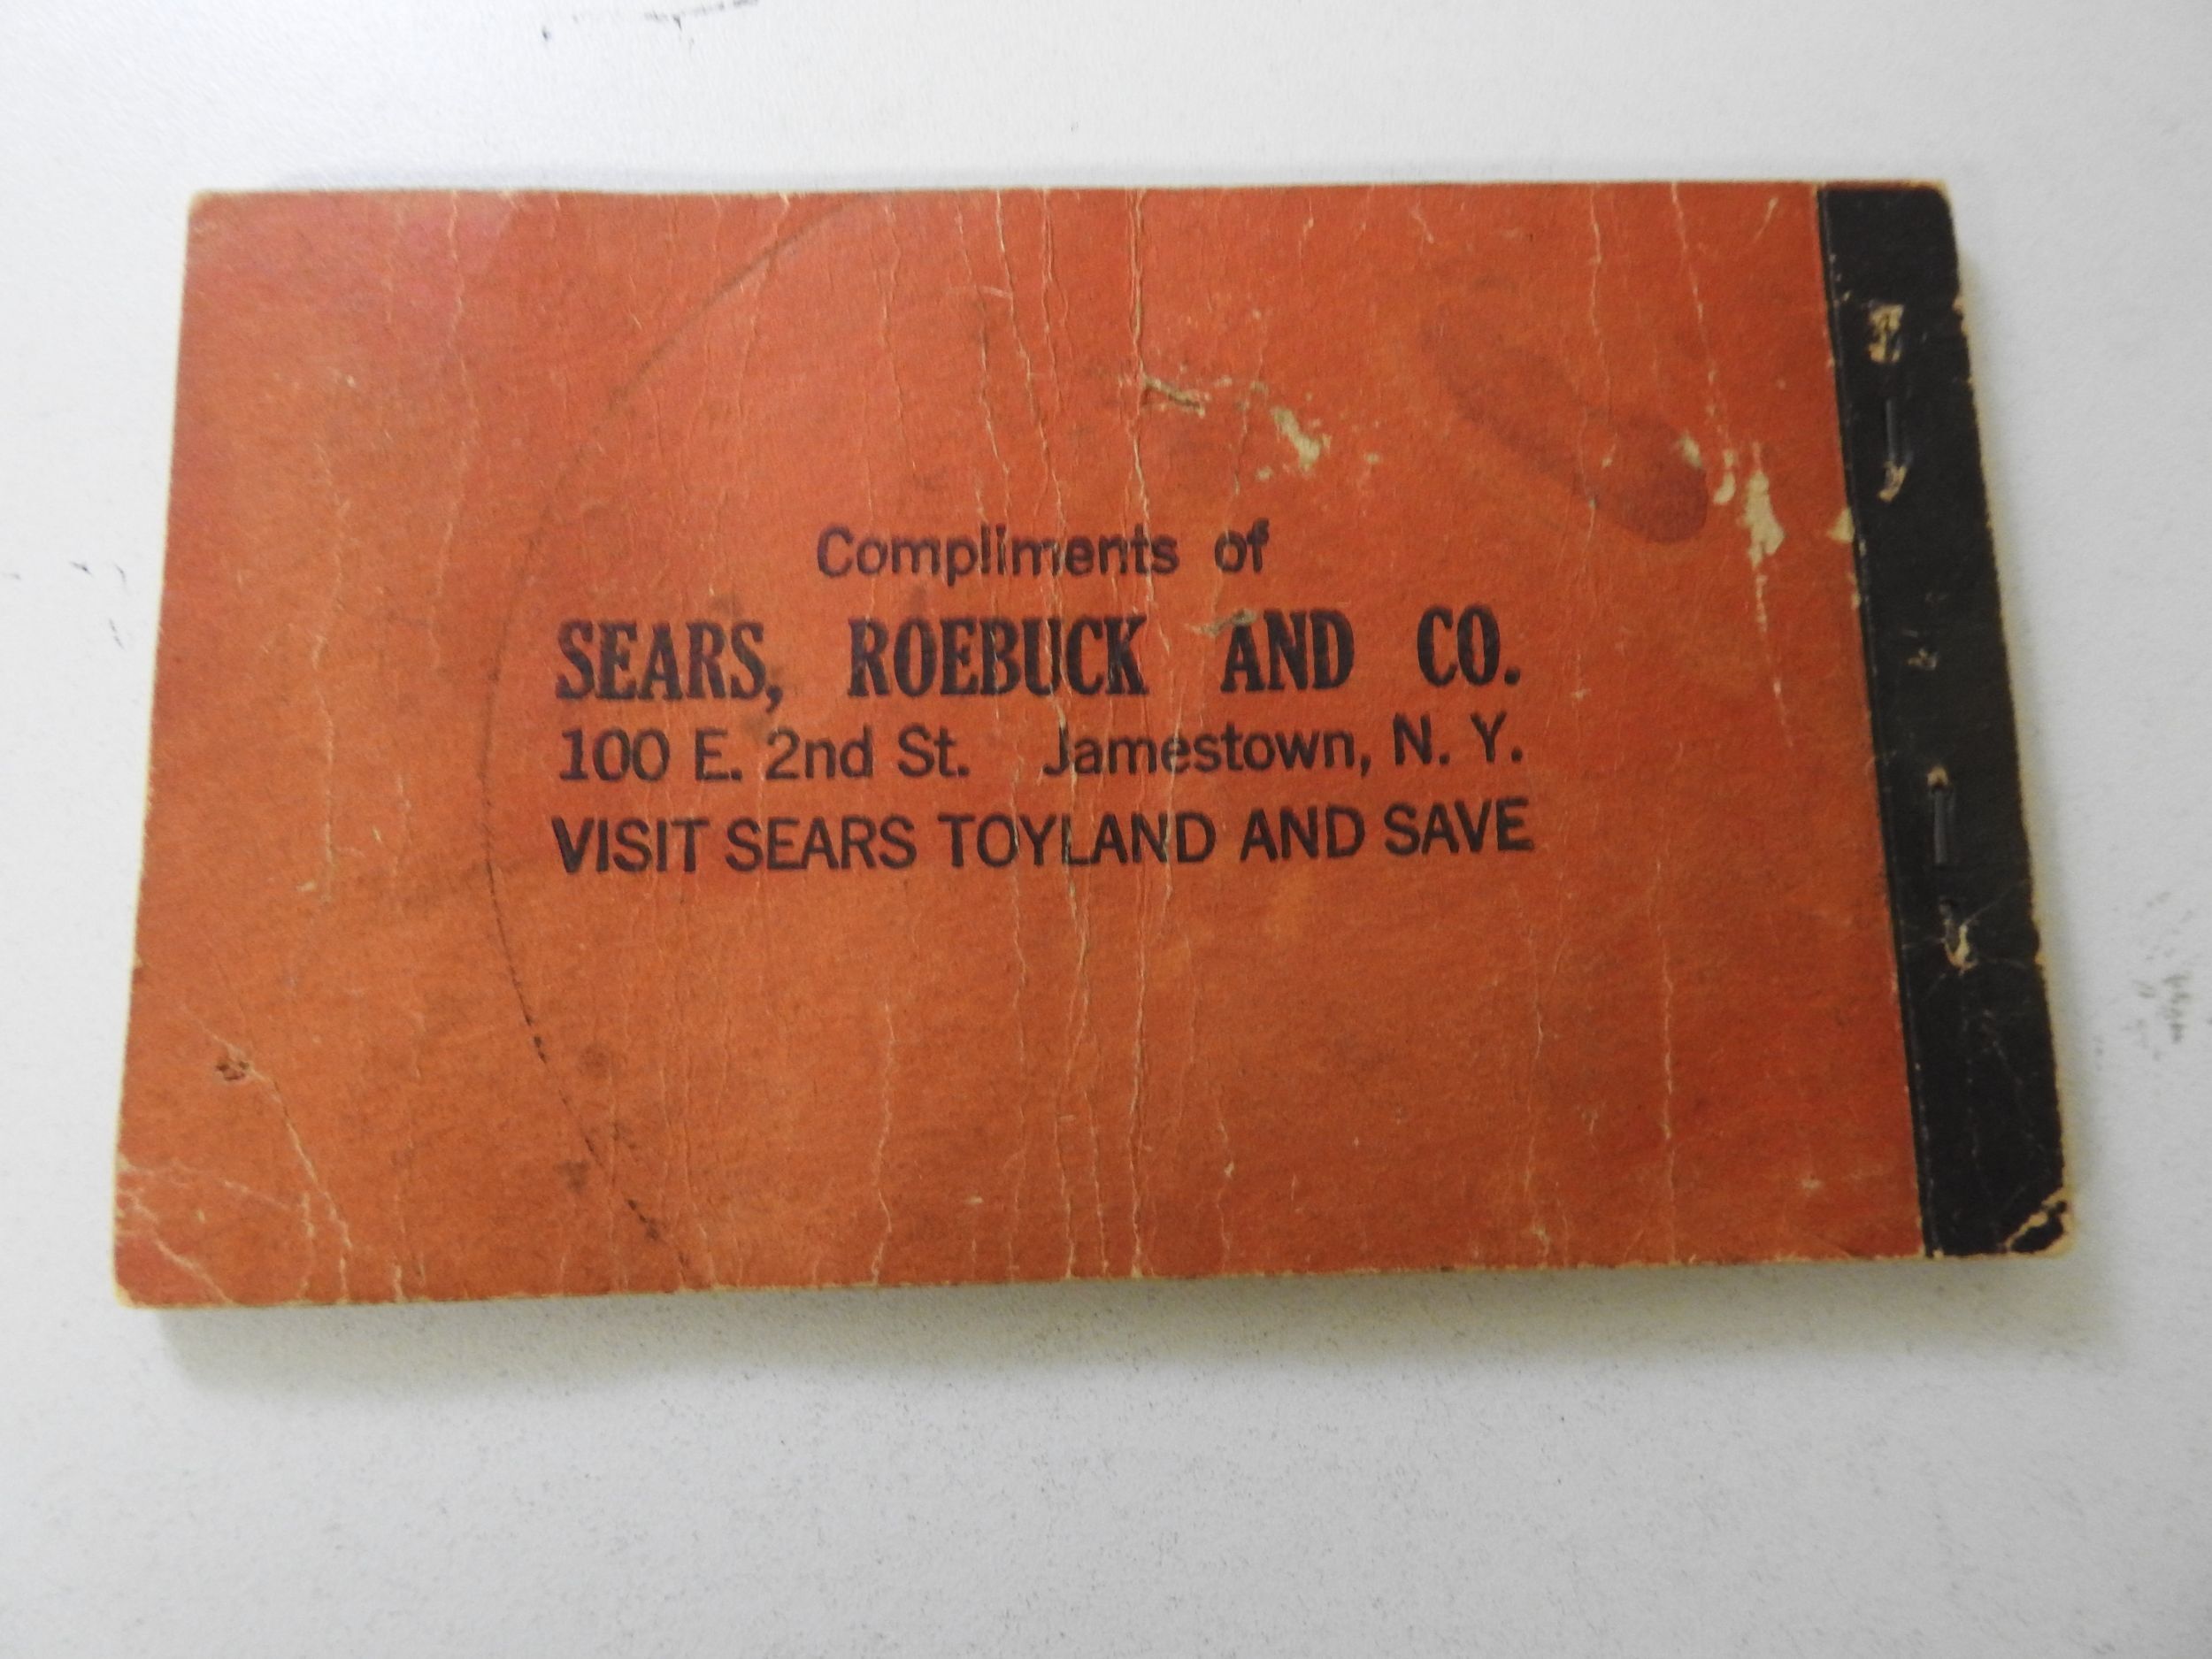 Compliments of
SEARS, ROEBUCK AND CO.
100 E. 2nd St. Jamestown, N. Y.
VISIT SEARS TOYLAND AND SAVE